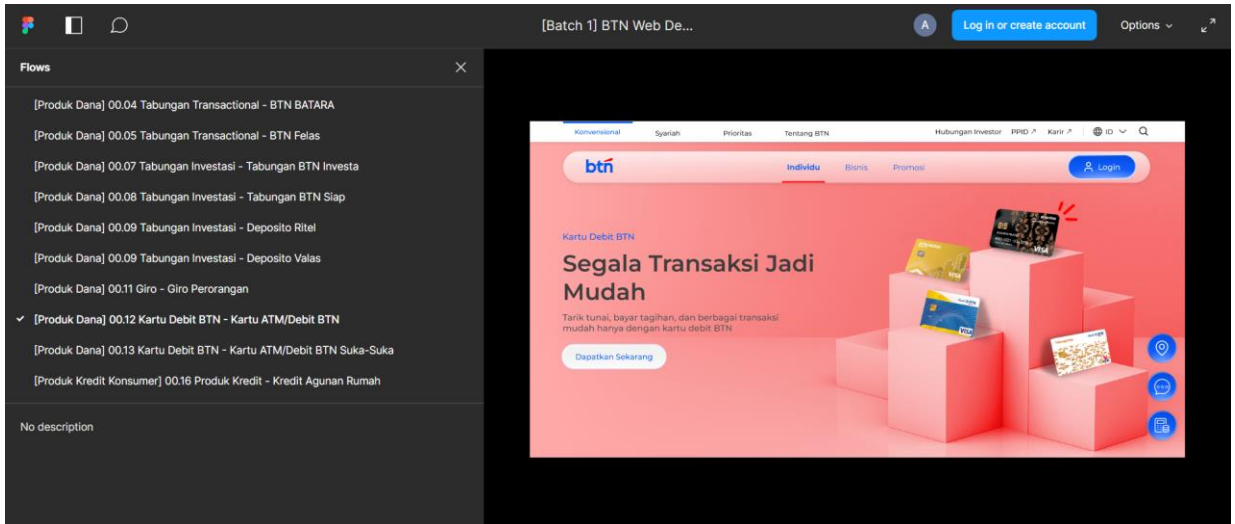 [Batch 1] BTN Web De...
A
Log in or create account
Options
Flows
[Produk Dana] 00.04 Tabungan Transactional - BTN BATARA
[Produk Dana] 00.05 Tabungan Transactional - BTN Felas
[Produk Dana] 00.07 Tabungan Investasi - Tabungan BTN Investa
[Produk Dana] 00.08 Tabungan Investasi - Tabungan BTN Siap
[Produk Dana] 00.09 Tabungan Investasi - Deposito Ritel
[Produk Dana] 00.09 Tabungan Investasi - Deposito Valas
[Produk Dana] 00.11 Giro - Giro Perorangan
[Produk Dana] 00.12 Kartu Debit BTN - Kartu ATM/Debit BTN
[Produk Dana] 00.13 Kartu Debit BTN - Kartu ATM/Debit BTN Suka-Suka
[Produk Kredit Konsumer] 00.16 Produk Kredit - Kredit Agunan Rumah
No description
Konvensional Syariah Prioritas Tentang BTN Hubungan Investor PPID Karir ID
btn Individu Bisnis Promosi Login
Kartu Debit BTN
Segala Transaksi Jadi
Mudah
Tarik tunai, bayar tagihan, dan berbagai transaksi
mudah hanya dengan kartu debit BTN
Dapatkan Sekarang
VISA
VISA
VISA